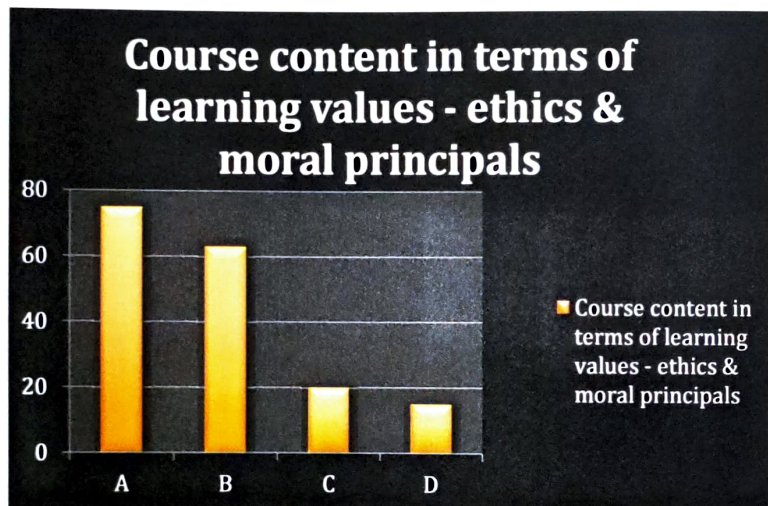 Course content in terms of
learning values - ethics &
moral principals
80
60
40
20
0
A B C D
Course content in
terms of learning
values - ethics &
moral principals